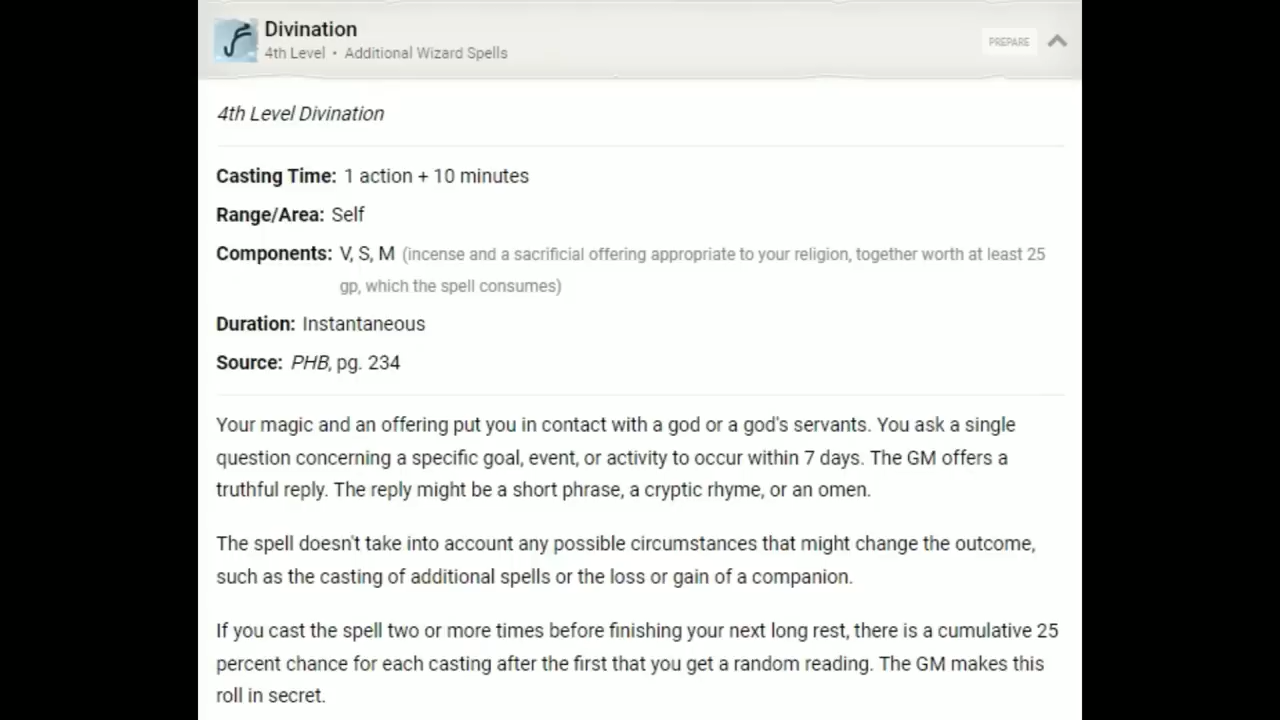 Divination
4th Level • Additional Wizard Spells
PREPARE
4th Level Divination
Casting Time: 1 action + 10 minutes
Range/Area: Self
Components: V, S, M (incense and a sacrificial offering appropriate to your religion, together worth at least 25
gp, which the spell consumes)
Duration: Instantaneous
Source: PHB, pg. 234
Your magic and an offering put you in contact with a god or a god's servants. You ask a single
question concerning a specific goal, event, or activity to occur within 7 days. The GM offers a
truthful reply. The reply might be a short phrase, a cryptic rhyme, or an omen.
The spell doesn't take into account any possible circumstances that might change the outcome,
such as the casting of additional spells or the loss or gain of a companion.
If you cast the spell two or more times before finishing your next long rest, there is a cumulative 25
percent chance for each casting after the first that you get a random reading. The GM makes this
roll in secret.